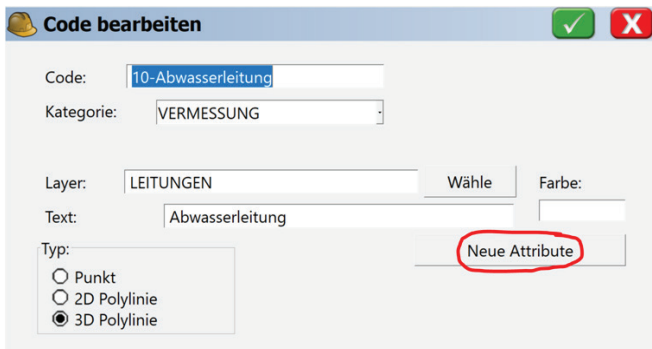 Code bearbeiten
Code: 10-Abwasserleitung
Kategorie: VERMESSUNG
Layer: LEITUNGEN Wähle Farbe:
Text: Abwasserleitung
Neue Attribute
Typ:
Punkt
2D Polylinie
3D Polylinie